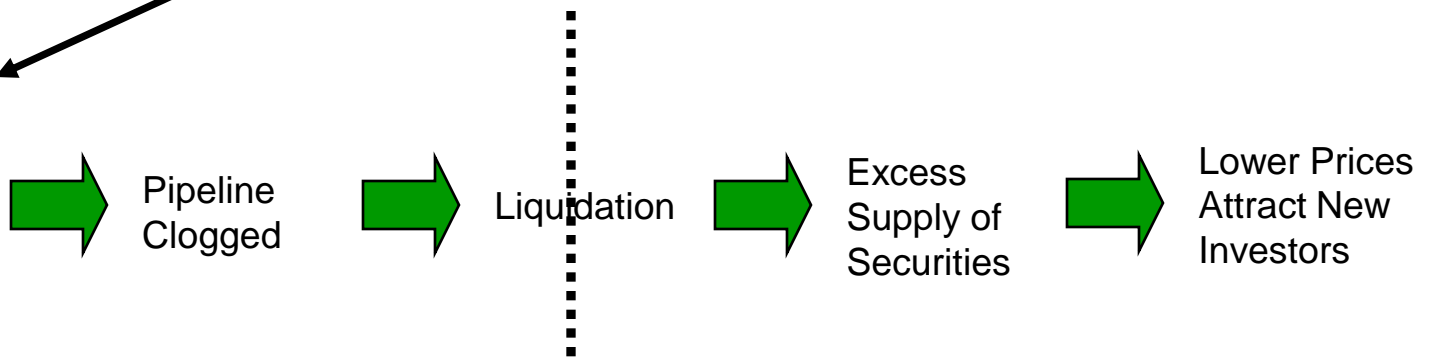 Pipeline
Clogged
Liquidation
Excess
Supply of
Securities
Lower Prices
Attract New
Investors